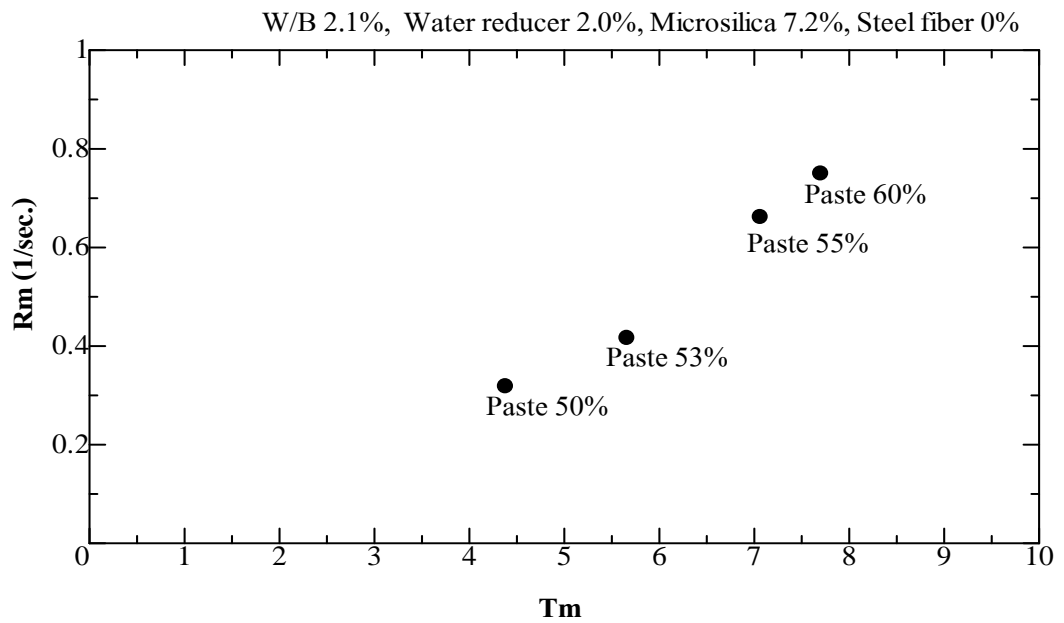 W/B 2.1%, Water reducer 2.0%, Microsilica 7.2%, Steel fiber 0%
1
0.8
0.6
0.4
0.2
Rm (1/sec.)
Paste 60%
Paste 55%
Paste 53%
Paste 50%
0 1 2 3 4 5 6 7 8 9 10
Tm